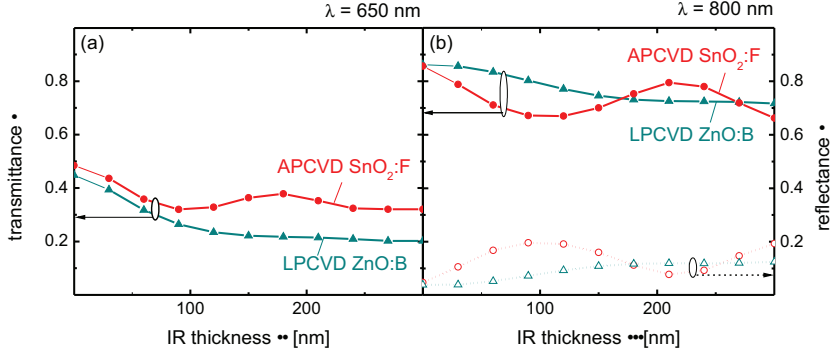 λ = 650 nm
λ = 800 nm
(a)
(b)
0.8
0.6
0.4
0.2
transmittance •
APCVD SnO₂:F
LPCVD ZnO:B
APCVD SnO₂:F
LPCVD ZnO:B
0.8
0.6
0.4
0.2
reflectance •
100
200
100
200
IR thickness •• [nm]
IR thickness •••[nm]